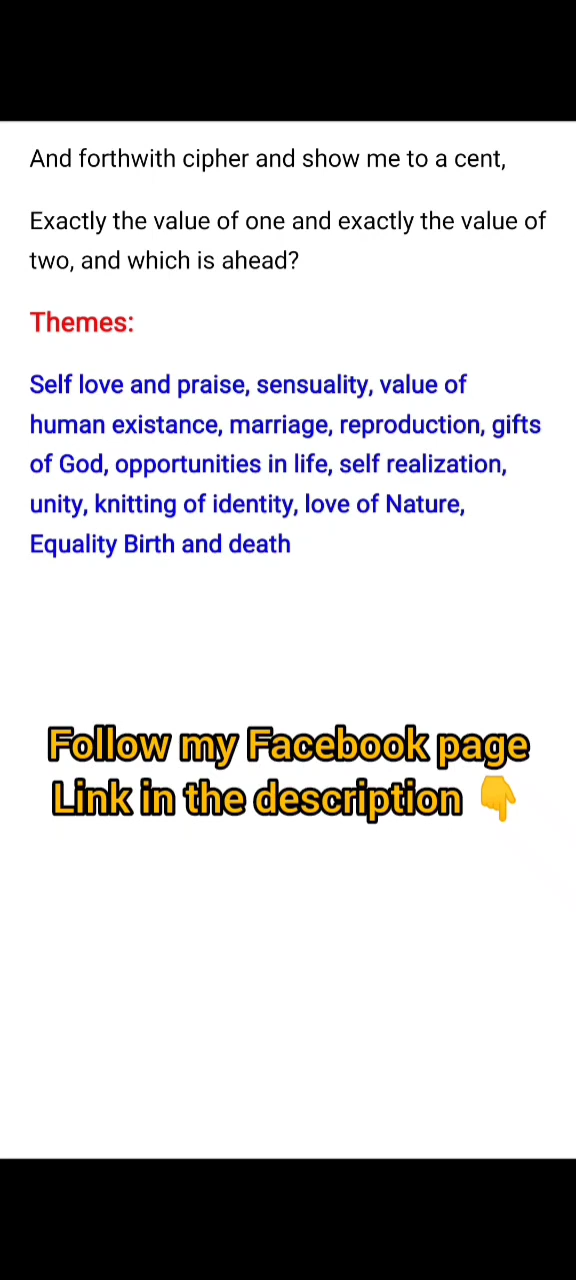 And forthwith cipher and show me to a cent,
Exactly the value of one and exactly the value of
two, and which is ahead?
Themes:
Self love and praise, sensuality, value of
human existance, marriage, reproduction, gifts
of God, opportunities in life, self realization,
unity, knitting of identity, love of Nature,
Equality Birth and death
Follow my Facebook page
Link in the description 👇